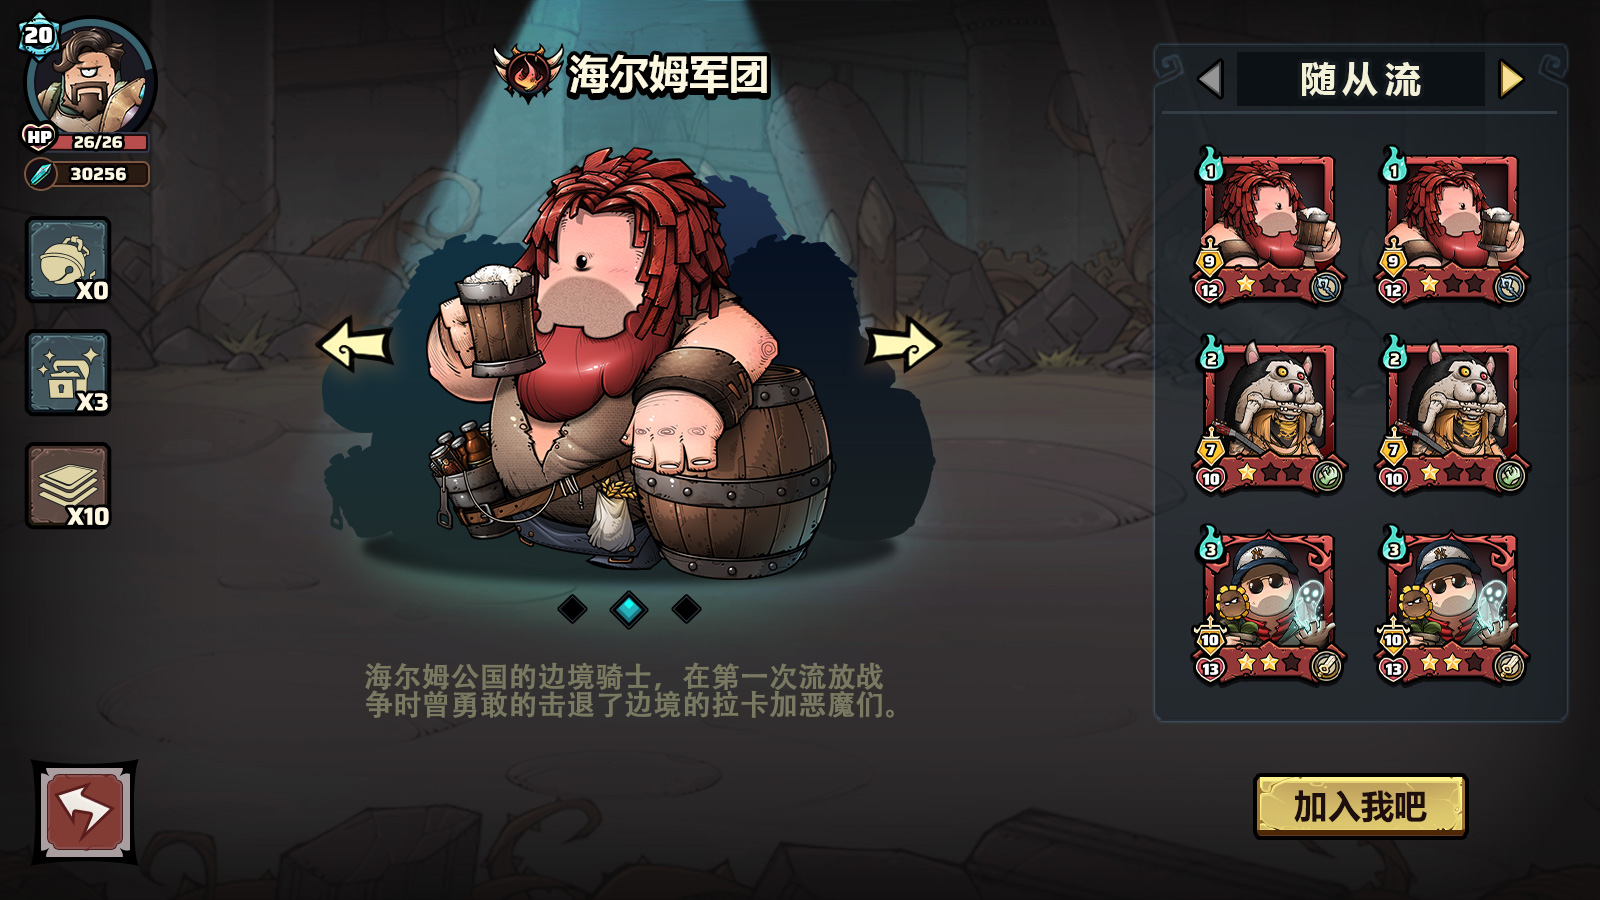 20
HP 26/26
30256
X0
X3
X10
海尔姆军团
海尔姆公国的边境骑士，在第一次流放战
争时曾勇敢的击退了边境的拉卡加恶魔们。
随从流
1
9
12
1
9
12
2
7
10
2
7
10
3
10
13
3
10
13
加入我吧